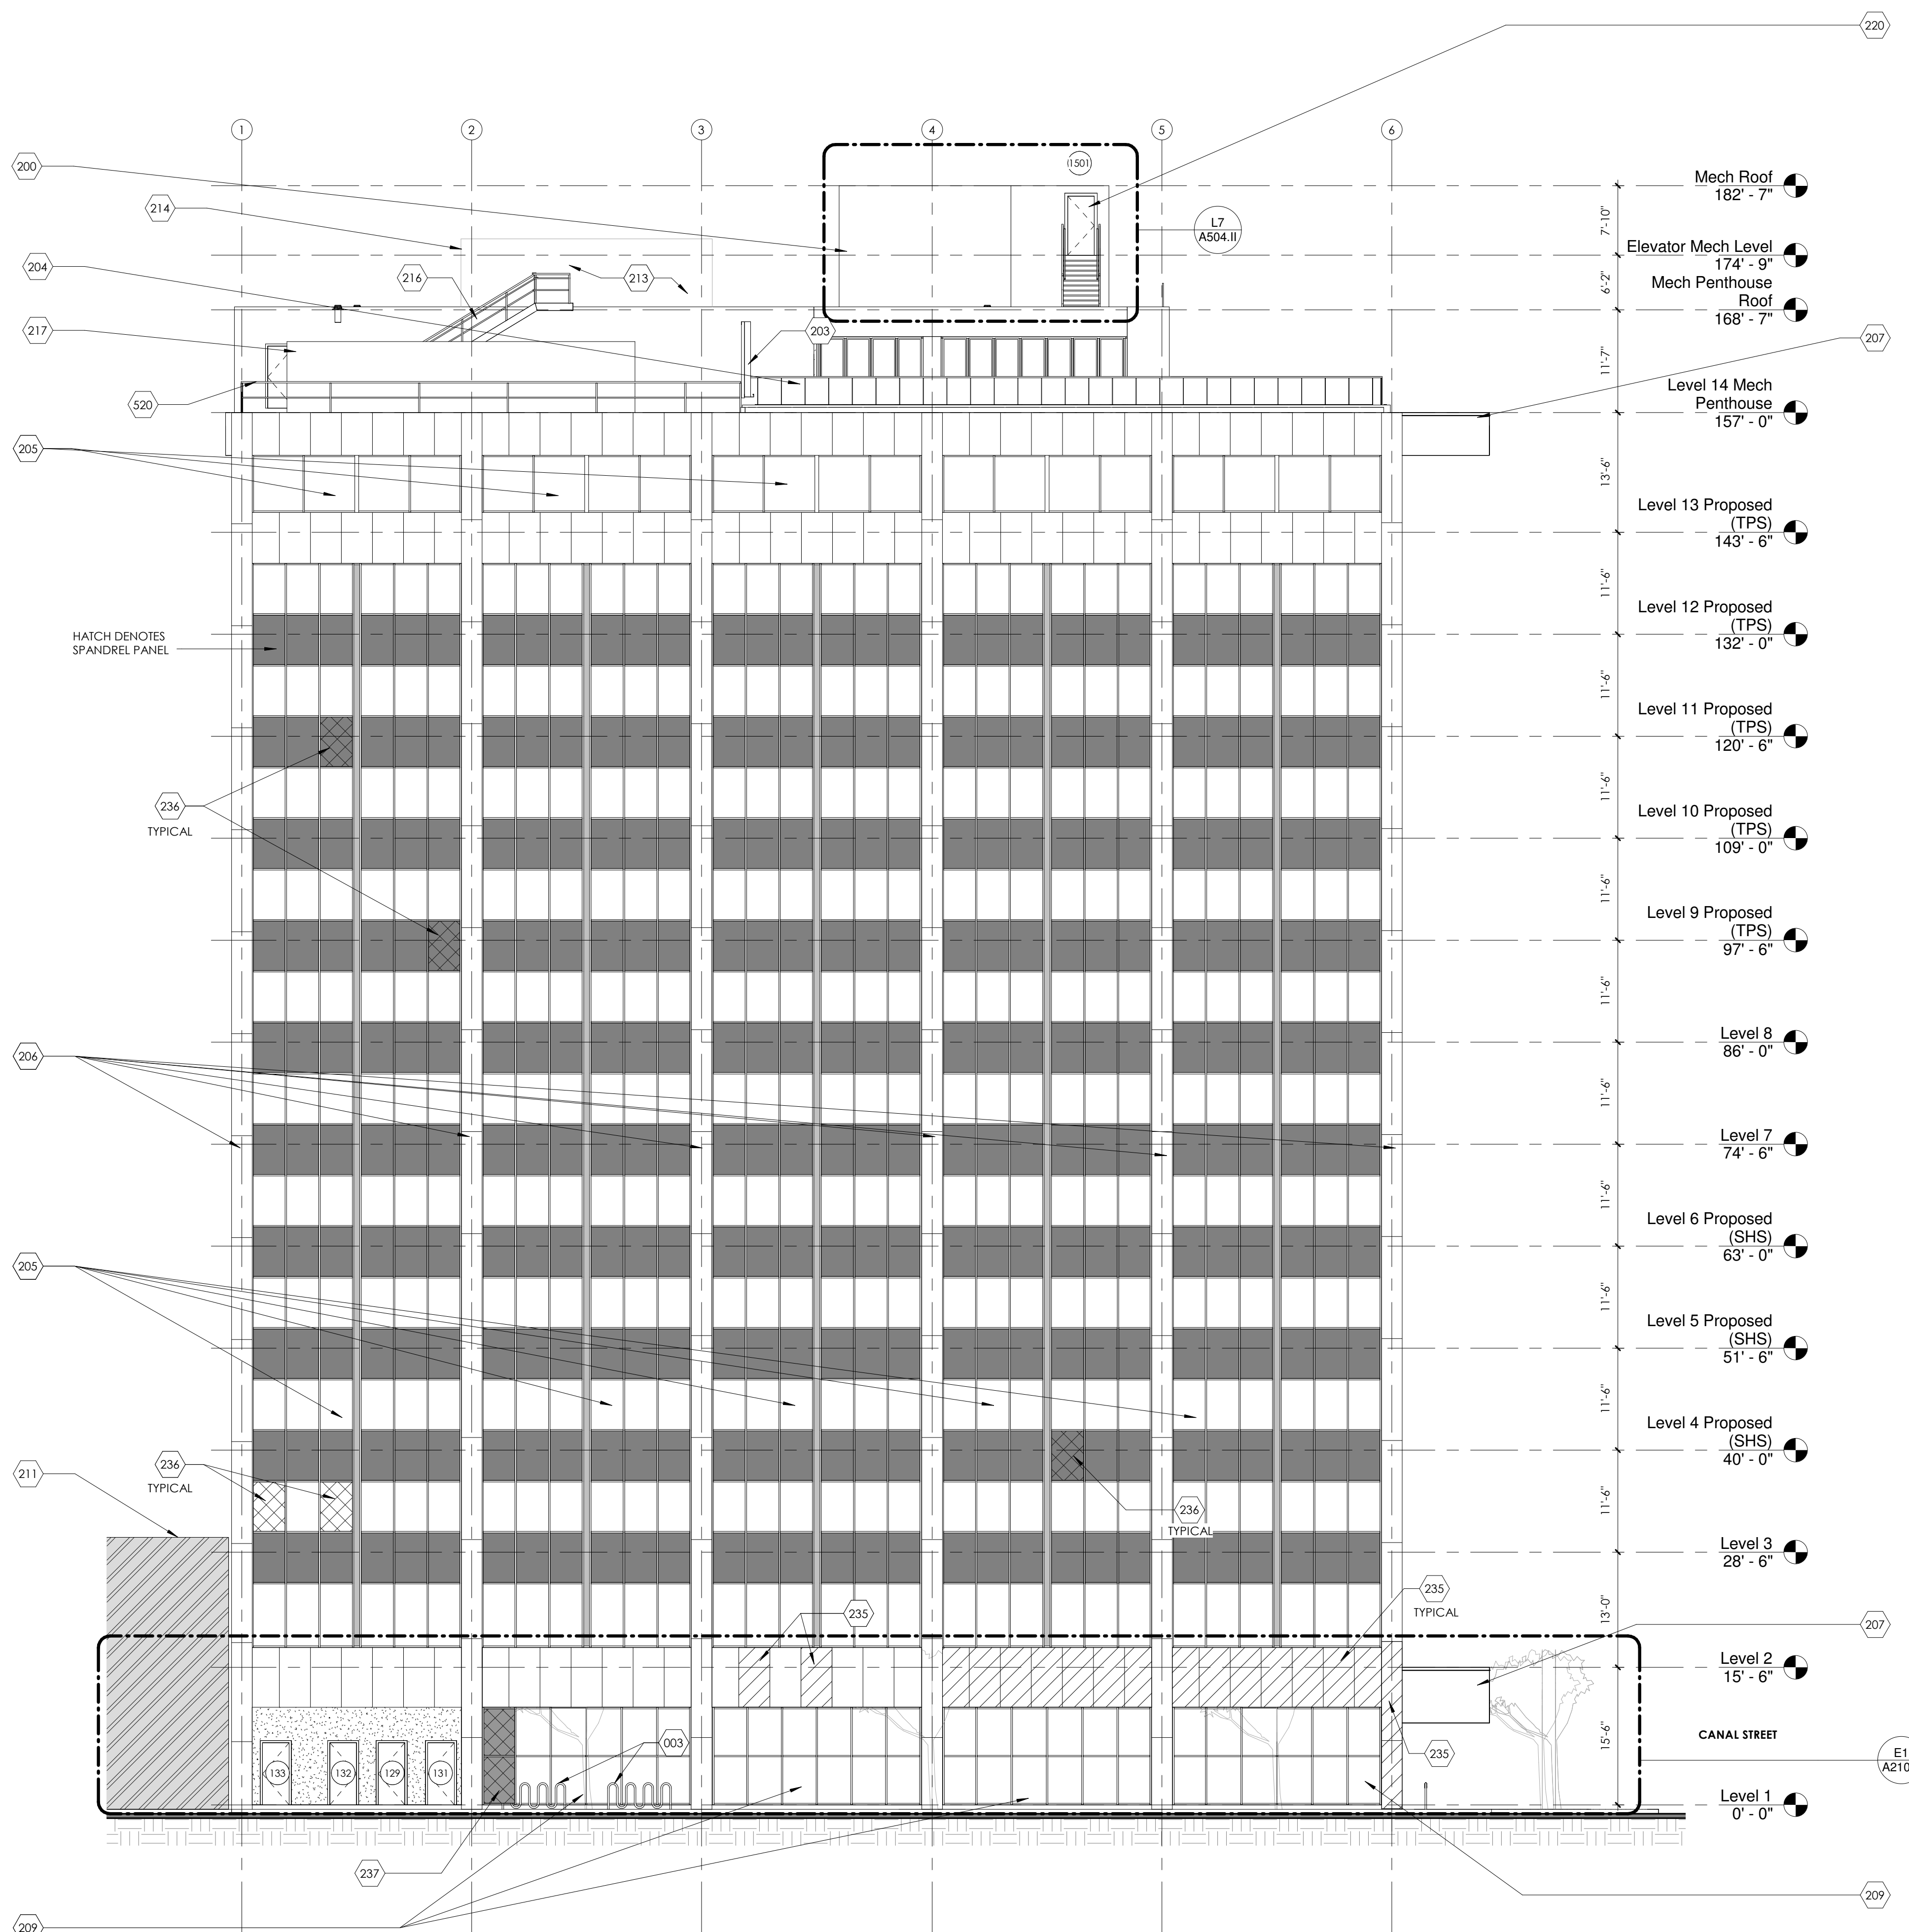 220
1
2
3
4
5
6
200
(1501)
Mech Roof
182' - 7"
214
7'-10"
L7
A504.II
Elevator Mech Level
174' - 9"
204
216
213
6'-2"
Mech Penthouse
Roof
168' - 7"
217
203
207
11'-7"
Level 14 Mech
Penthouse
157' - 0"
520
205
13'-6"
Level 13 Proposed
(TPS)
143' - 6"
11'-6"
HATCH DENOTES
SPANDREL PANEL
Level 12 Proposed
(TPS)
132' - 0"
11'-6"
Level 11 Proposed
(TPS)
120' - 6"
11'-6"
236
TYPICAL
Level 10 Proposed
(TPS)
109' - 0"
11'-6"
Level 9 Proposed
(TPS)
97' - 6"
11'-6"
206
Level 8
86' - 0"
11'-6"
Level 7
74' - 6"
11'-6"
Level 6 Proposed
(SHS)
63' - 0"
205
11'-6"
Level 5 Proposed
(SHS)
51' - 6"
11'-6"
Level 4 Proposed
(SHS)
40' - 0"
211
236
TYPICAL
236
TYPICAL
11'-6"
Level 3
28' - 6"
235
235
TYPICAL
13'-0"
207
Level 2
15' - 6"
003
CANAL STREET
15'-6"
235
E1
A210
133
132
129
131
Level 1
0' - 0"
237
209
209